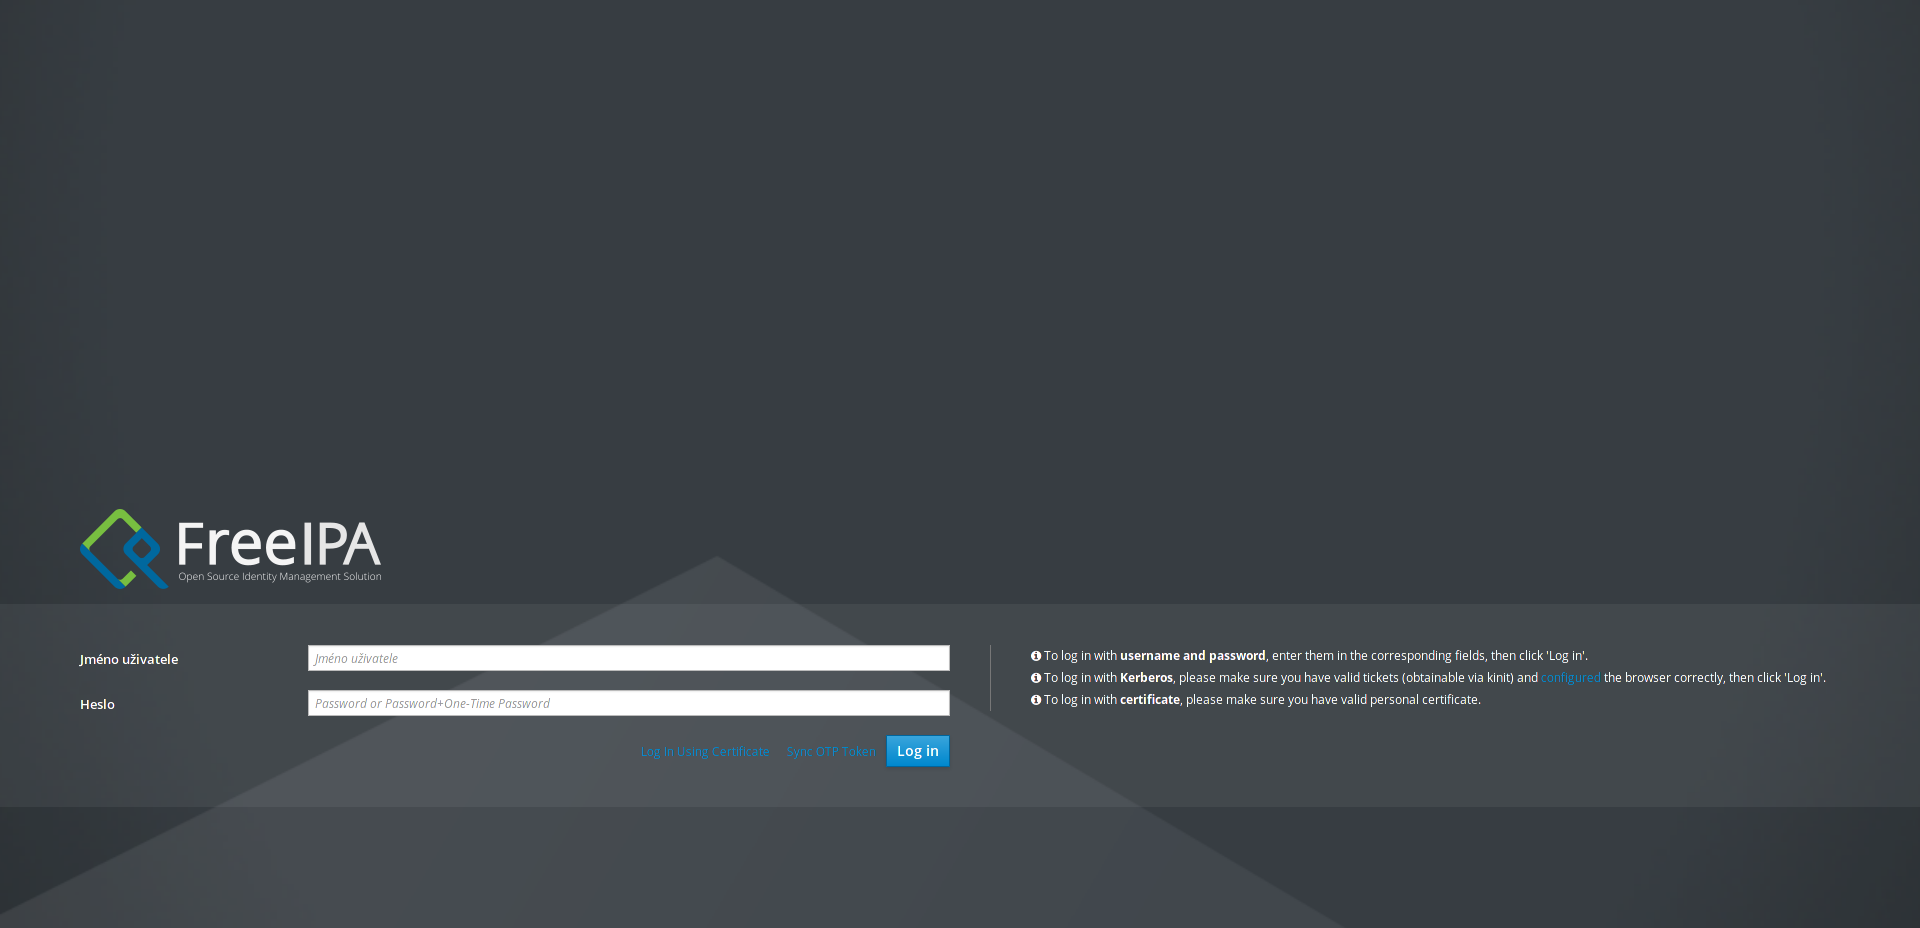 FreeIPA
Open Source Identity Management Solution
Jméno uživatele
Jméno uživatele
Heslo
Password or Password+One-Time Password
Log In Using Certificate Sync OTP Token Log in
To log in with username and password, enter them in the corresponding fields, then click 'Log in'.
To log in with Kerberos, please make sure you have valid tickets (obtainable via kinit) and configured the browser correctly, then click 'Log in'.
To log in with certificate, please make sure you have valid personal certificate.